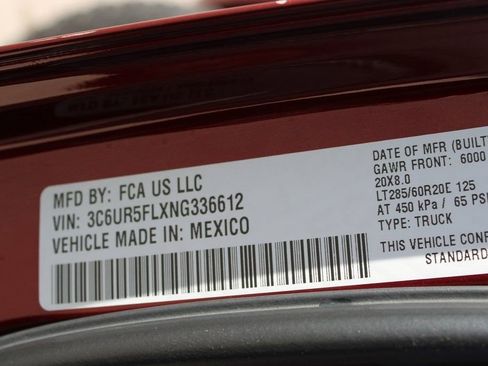 MFD BY: FCA US LLC
VIN: 3C6UR5FLXNG336612
VEHICLE MADE IN: MEXICO
DATE OF MFR (BUILT
GAWR FRONT: 6000
20X8.0
LT285/60R20E 125
AT 450 kPa / 65 PSI
TYPE: TRUCK
THIS VEHICLE CONF
STANDARD